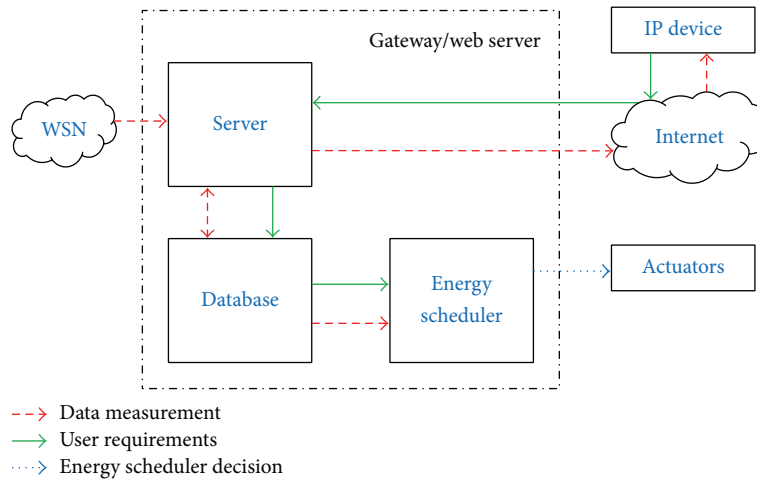 Gateway/web server
IP device
WSN
Server
Internet
Database
Energy
scheduler
Actuators
Data measurement
User requirements
Energy scheduler decision